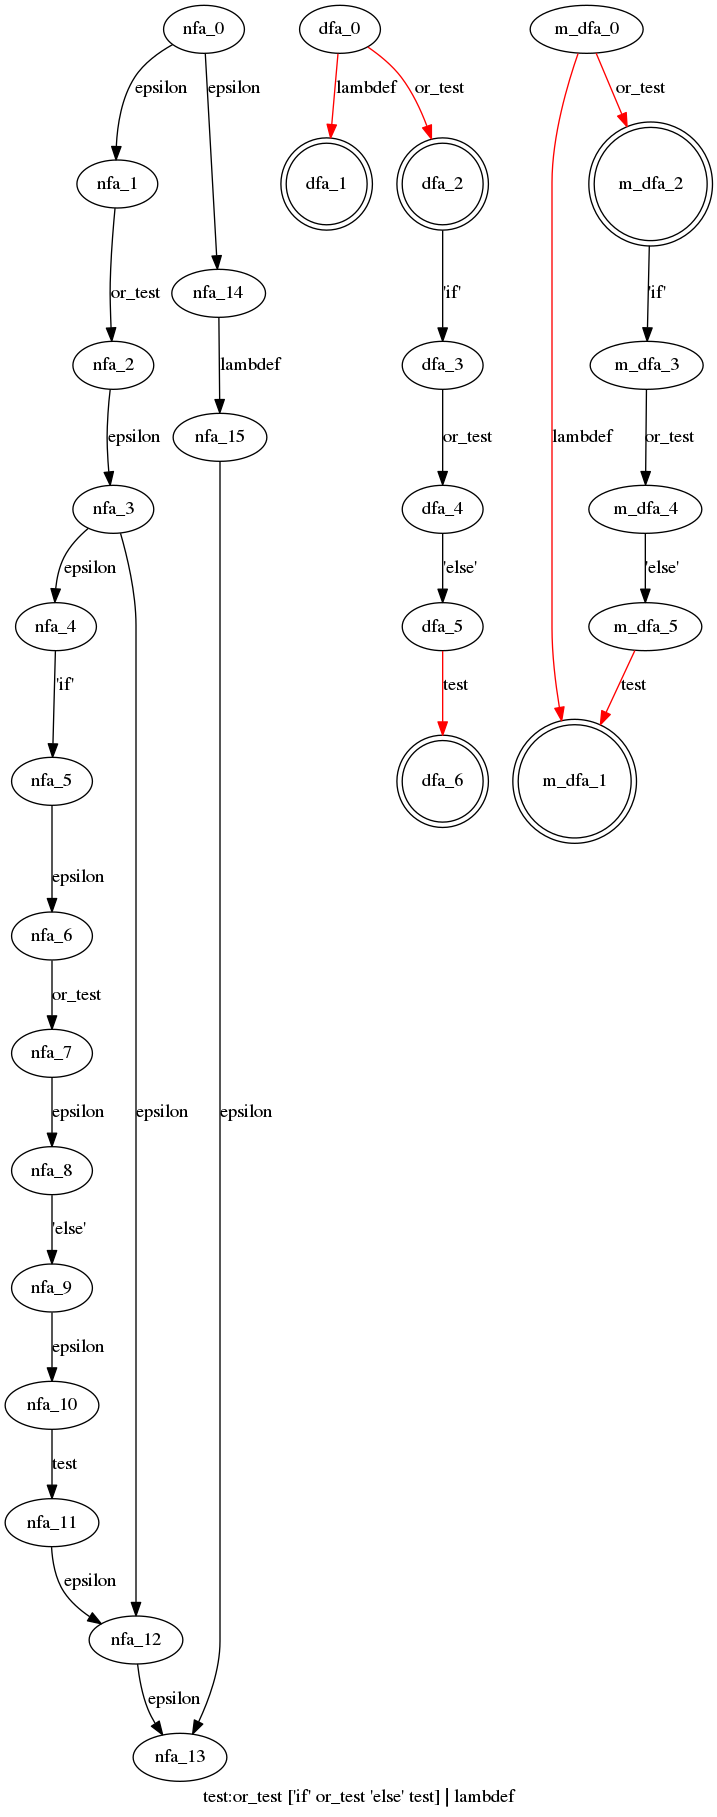 nfa_0
dfa_0
m_dfa_0
epsilon
epsilon
lambdef
or_test
or_test
nfa_1
dfa_1
dfa_2
m_dfa_2
or_test
nfa_14
'if'
'if'
nfa_2
lambdef
dfa_3
m_dfa_3
epsilon
nfa_15
or_test
lambdef
or_test
nfa_3
dfa_4
m_dfa_4
epsilon
'else'
'else'
nfa_4
dfa_5
m_dfa_5
'if'
test
test
nfa_5
dfa_6
m_dfa_1
epsilon
nfa_6
or_test
nfa_7
epsilon
epsilon
epsilon
nfa_8
'else'
nfa_9
epsilon
nfa_10
test
nfa_11
epsilon
nfa_12
epsilon
nfa_13
test:or_test ['if' or_test 'else' test] | lambdef